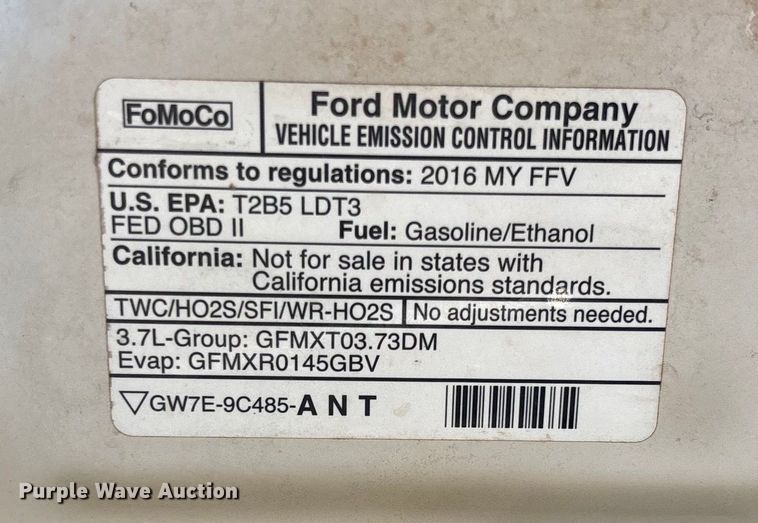 FoMoCo
Ford Motor Company
VEHICLE EMISSION CONTROL INFORMATION
Conforms to regulations: 2016 MY FFV
U.S. EPA: T2B5 LDT3
FED OBD II Fuel: Gasoline/Ethanol
California: Not for sale in states with
California emissions standards.
TWC/HO2S/SFI/WR-HO2S No adjustments needed.
3.7L-Group: GFMXT03.73DM
Evap: GFMXR0145GBV
GW7E-9C485-A N T
Purple Wave Auction